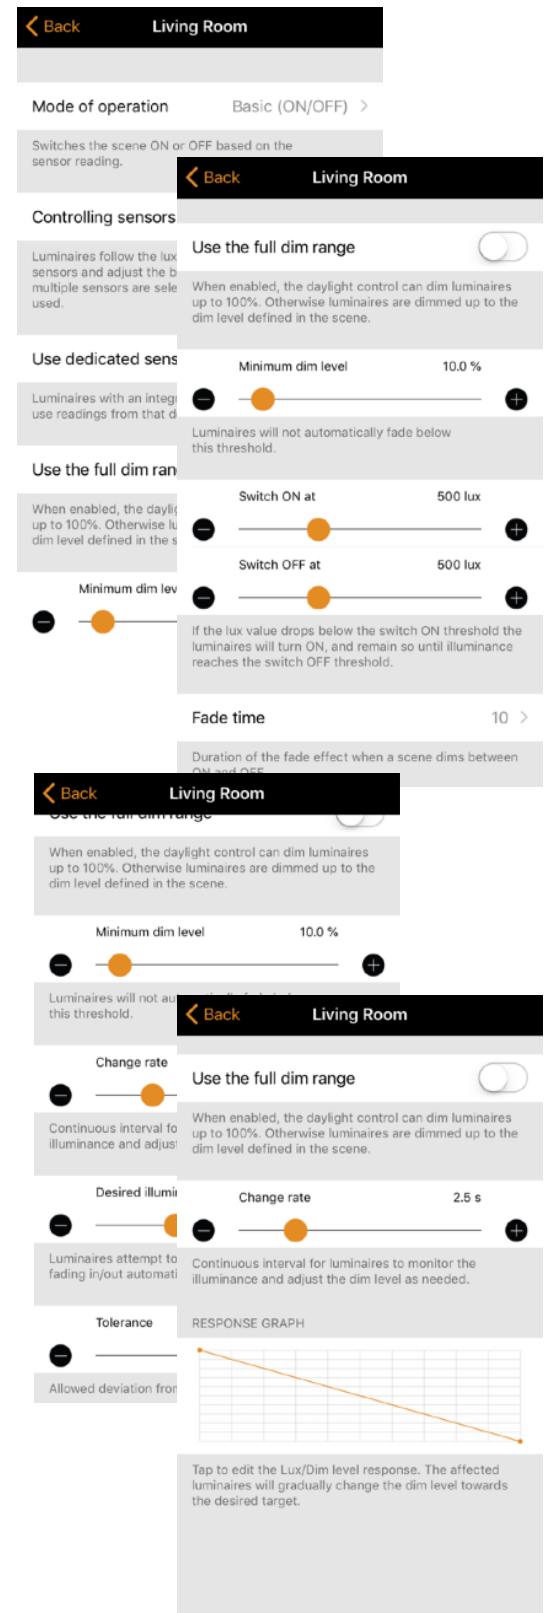 Back Living Room
Mode of operation Basic (ON/OFF)
Switches the scene ON or OFF based on the
sensor reading.
Controlling sensors
Luminaires follow the lux
sensors and adjust the b
multiple sensors are sele
used.
Use dedicated sens
Luminaires with an integ
use readings from that d
Use the full dim ran
When enabled, the daylig
up to 100%. Otherwise lu
dim level defined in the s
Minimum dim lev
Back Living Room
Use the full dim range
When enabled, the daylight control can dim luminaires
up to 100%. Otherwise luminaires are dimmed up to the
dim level defined in the scene.
Minimum dim level 10.0 %
Luminaires will not automatically fade below
this threshold.
Switch ON at 500 lux
Switch OFF at 500 lux
If the lux value drops below the switch ON threshold the
luminaires will turn ON, and remain so until illuminance
reaches the switch OFF threshold.
Fade time 10
Duration of the fade effect when a scene dims between
ON and OFF
Back Living Room
Use the full dim range
When enabled, the daylight control can dim luminaires
up to 100%. Otherwise luminaires are dimmed up to the
dim level defined in the scene.
Minimum dim level 10.0 %
Luminaires will not au
this threshold.
Change rate
Continuous interval fo
illuminance and adjus
Desired illumi
Luminaires attempt to
fading in/out automati
Tolerance
Allowed deviation fron
Back Living Room
Use the full dim range
When enabled, the daylight control can dim luminaires
up to 100%. Otherwise luminaires are dimmed up to the
dim level defined in the scene.
Change rate 2.5 s
Continuous interval for luminaires to monitor the
illuminance and adjust the dim level as needed.
RESPONSE GRAPH
Tap to edit the Lux/Dim level response. The affected
luminaires will gradually change the dim level towards
the desired target.